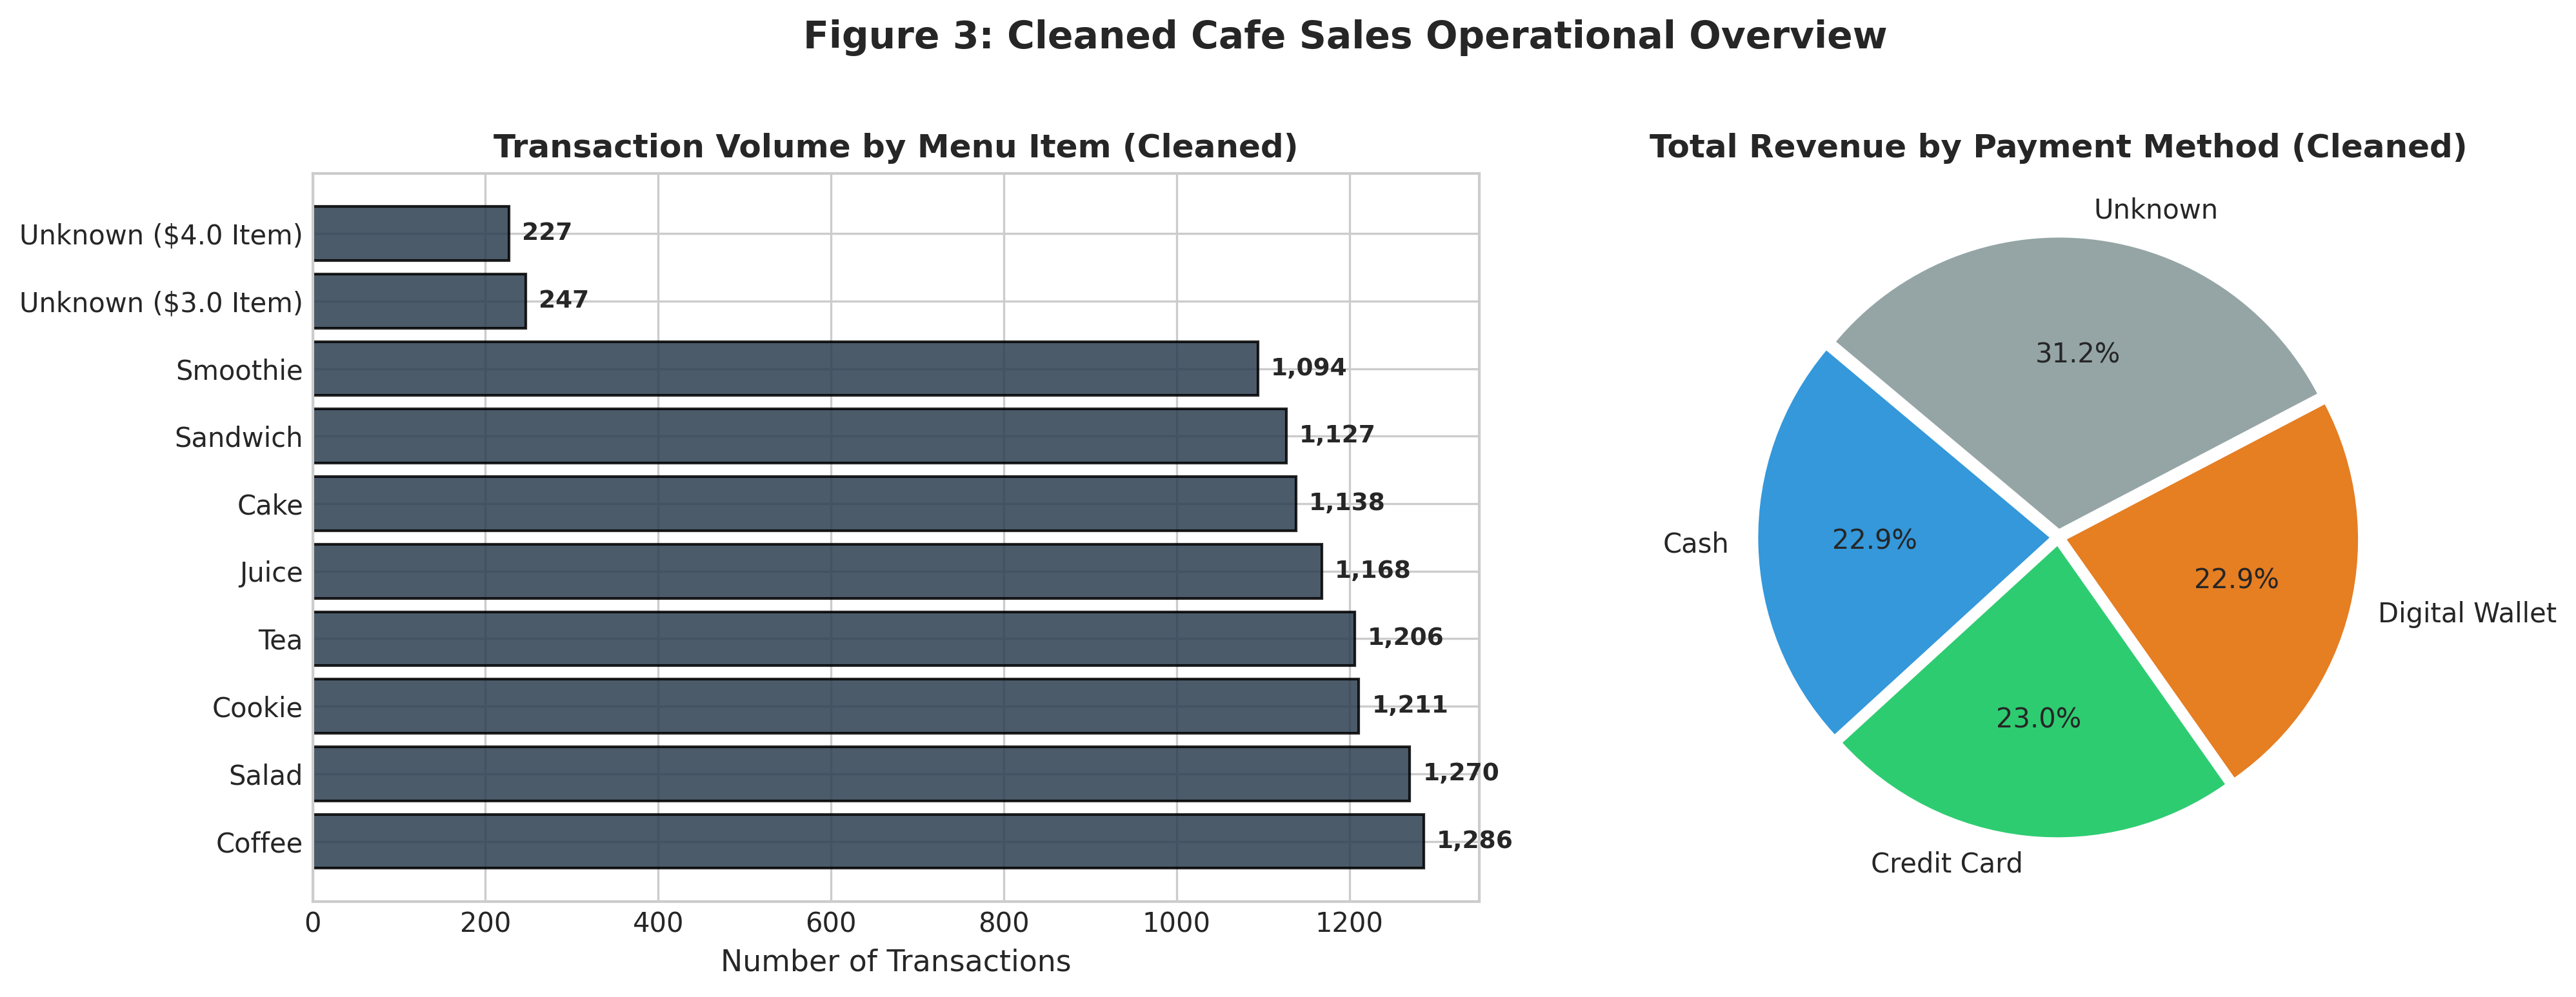 Figure 3: Cleaned Cafe Sales Operational Overview
Transaction Volume by Menu Item (Cleaned)
Unknown ($4.0 Item) 227
Unknown ($3.0 Item) 247
Smoothie 1,094
Sandwich 1,127
Cake 1,138
Juice 1,168
Tea 1,206
Cookie 1,211
Salad 1,270
Coffee 1,286
0 200 400 600 800 1000 1200
Number of Transactions
Total Revenue by Payment Method (Cleaned)
Unknown
31.2%
Cash
22.9%
22.9%
Digital Wallet
23.0%
Credit Card